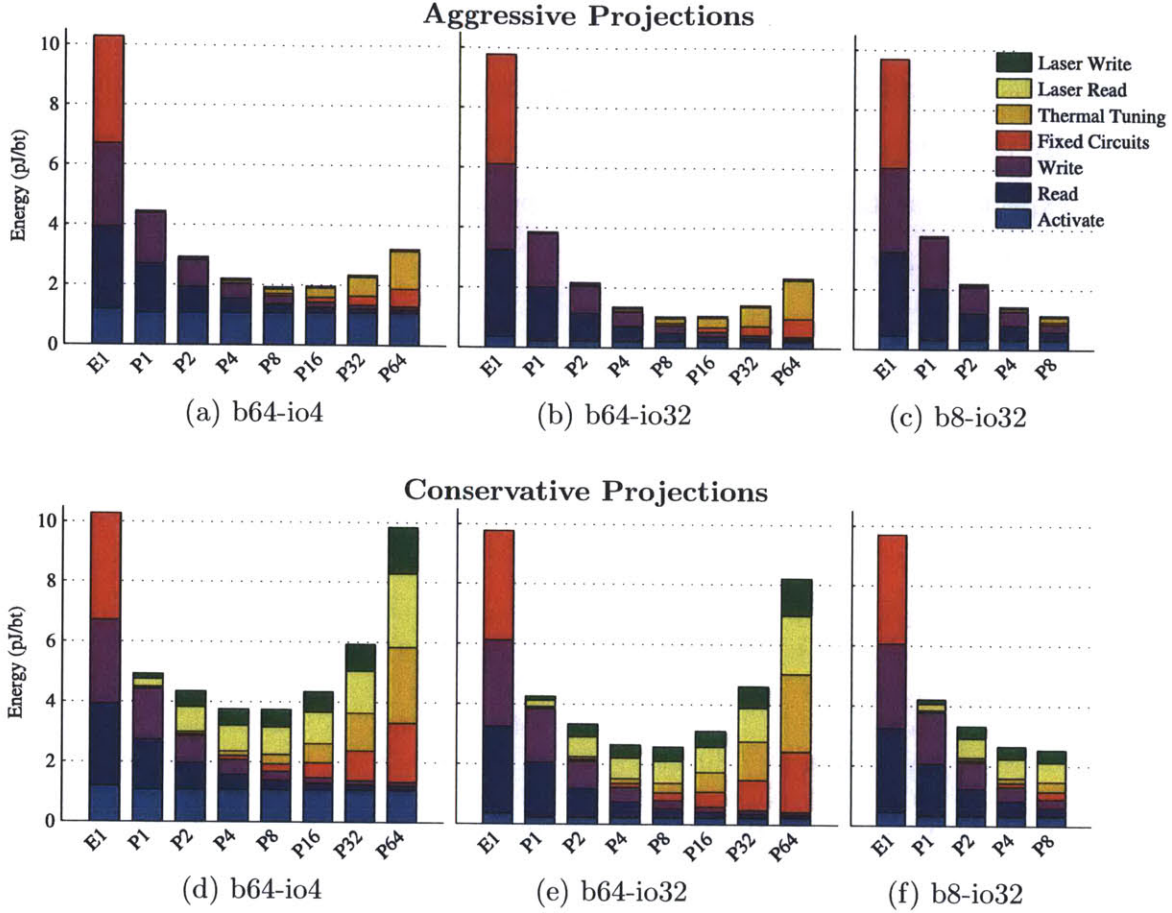 Aggressive Projections
Energy (pJ/bt)
10
8
6
4
2
0
E1 P1 P2 P4 P8 P16 P32 P64
(a) b64-io4
E1 P1 P2 P4 P8 P16 P32 P64
(b) b64-io32
Laser Write
Laser Read
Thermal Tuning
Fixed Circuits
Write
Read
Activate
E1 P1 P2 P4 P8
(c) b8-io32
Conservative Projections
Energy (pJ/bt)
10
8
6
4
2
0
E1 P1 P2 P4 P8 P16 P32 P64
(d) b64-io4
E1 P1 P2 P4 P8 P16 P32 P64
(e) b64-io32
E1 P1 P2 P4 P8
(f) b8-io32